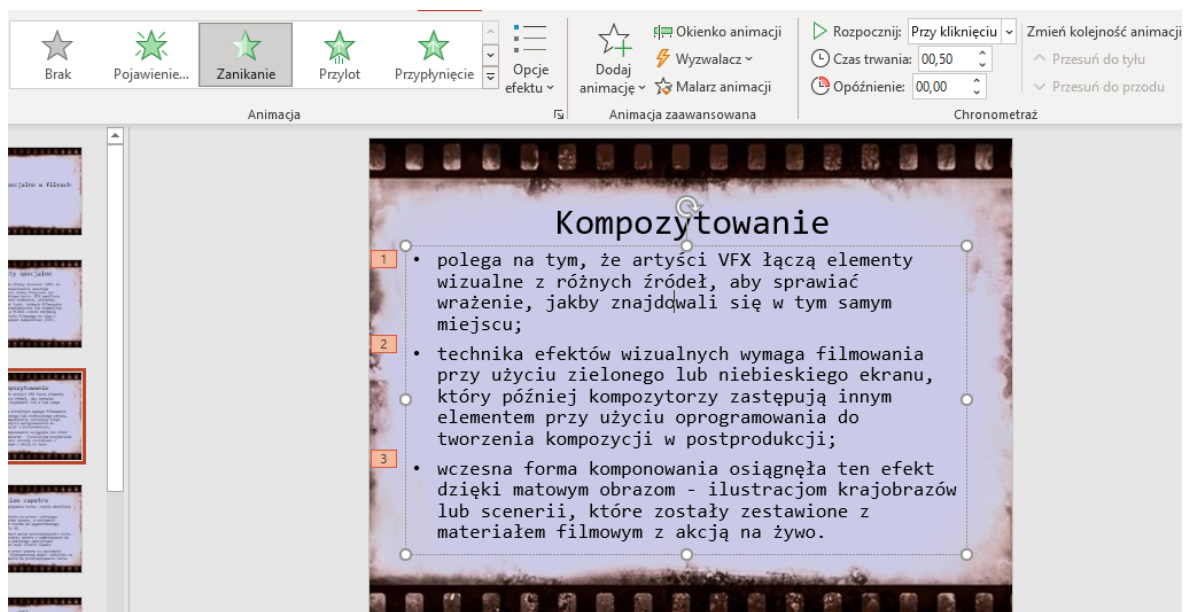 Brak
Pojawienie...
Zanikanie
Przylot
Przypłynięcie
Opcje
efektu
Animacja
Dodaj
animację
Okienko animacji
Wyzwalacz
Malarz animacji
Animacja zaawansowana
Rozpocznij: Przy kliknięciu
Czas trwania: 00,50
Opóźnienie: 00,00
Zmień kolejność animacji
Przesuń do tyłu
Przesuń do przodu
Chronometraż
Kompozytowanie
1
• polega na tym, że artyści VFX łączą elementy
wizualne z różnych źródeł, aby sprawiać
wrażenie, jakby znajdowali się w tym samym
miejscu;
2
• technika efektów wizualnych wymaga filmowania
przy użyciu zielonego lub niebieskiego ekranu,
który później kompozytorzy zastępują innym
elementem przy użyciu oprogramowania do
tworzenia kompozycji w postprodukcji;
3
• wczesna forma komponowania osiągnęła ten efekt
dzięki matowym obrazom - ilustracjom krajobrazów
lub scenerii, które zostały zestawione z
materiałem filmowym z akcją na żywo.